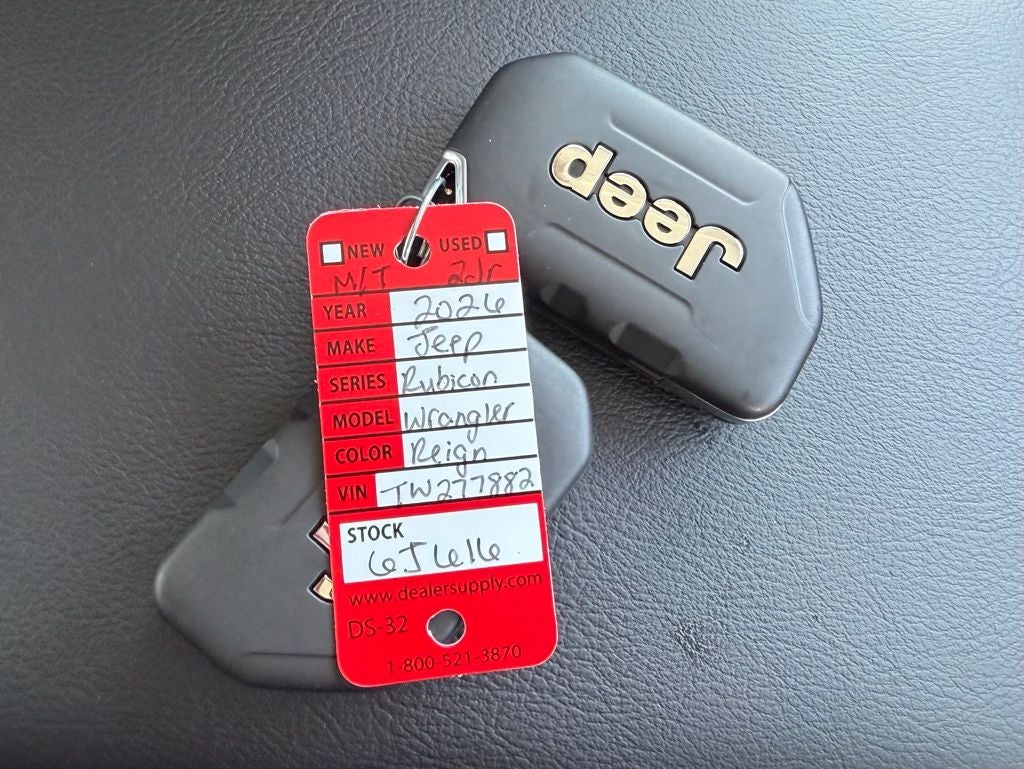 Jeep
NEW USED
M/T 2dr
YEAR 2026
MAKE Jeep
SERIES Rubicon
MODEL Wrangler
COLOR Reign
VIN TW277882
STOCK
6J616
www.dealersupply.com
DS-32
1-800-521-3870